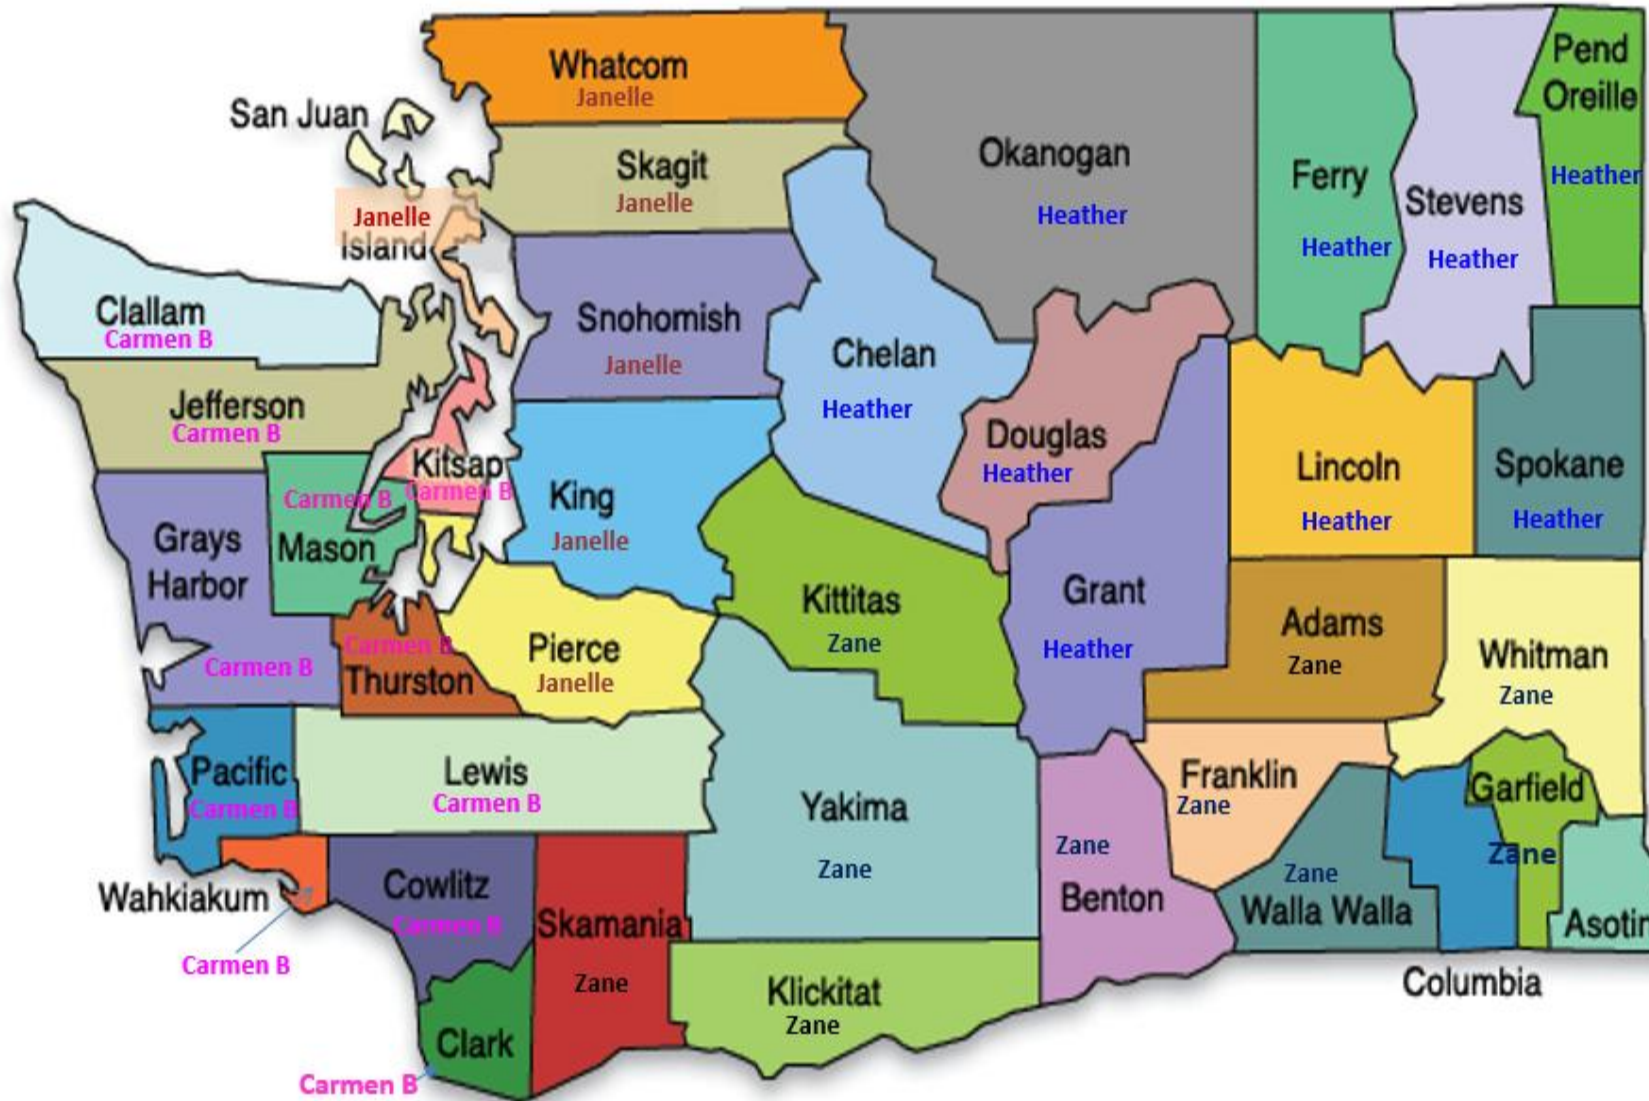 Whatcom
Janelle
San Juan
Skagit
Janelle
Okanogan
Heather
Ferry
Heather
Stevens
Heather
Pend
Oreille
Heather
Janelle
Island
Clallam
Carmen B
Snohomish
Janelle
Chelan
Heather
Jefferson
Carmen B
Kitsap
Carmen B
King
Janelle
Douglas
Heather
Lincoln
Heather
Spokane
Heather
Grays
Harbor
Carmen B
Carmen B
Mason
Carmen B
Thurston
Pierce
Janelle
Kittitas
Zane
Grant
Heather
Adams
Zane
Whitman
Zane
Pacific
Carmen B
Lewis
Carmen B
Yakima
Zane
Zane
Benton
Franklin
Zane
Zane
Walla Walla
Garfield
Zane
Asotin
Wahkiakum
Carmen B
Cowlitz
Carmen B
Skamania
Zane
Klickitat
Zane
Columbia
Clark
Carmen B